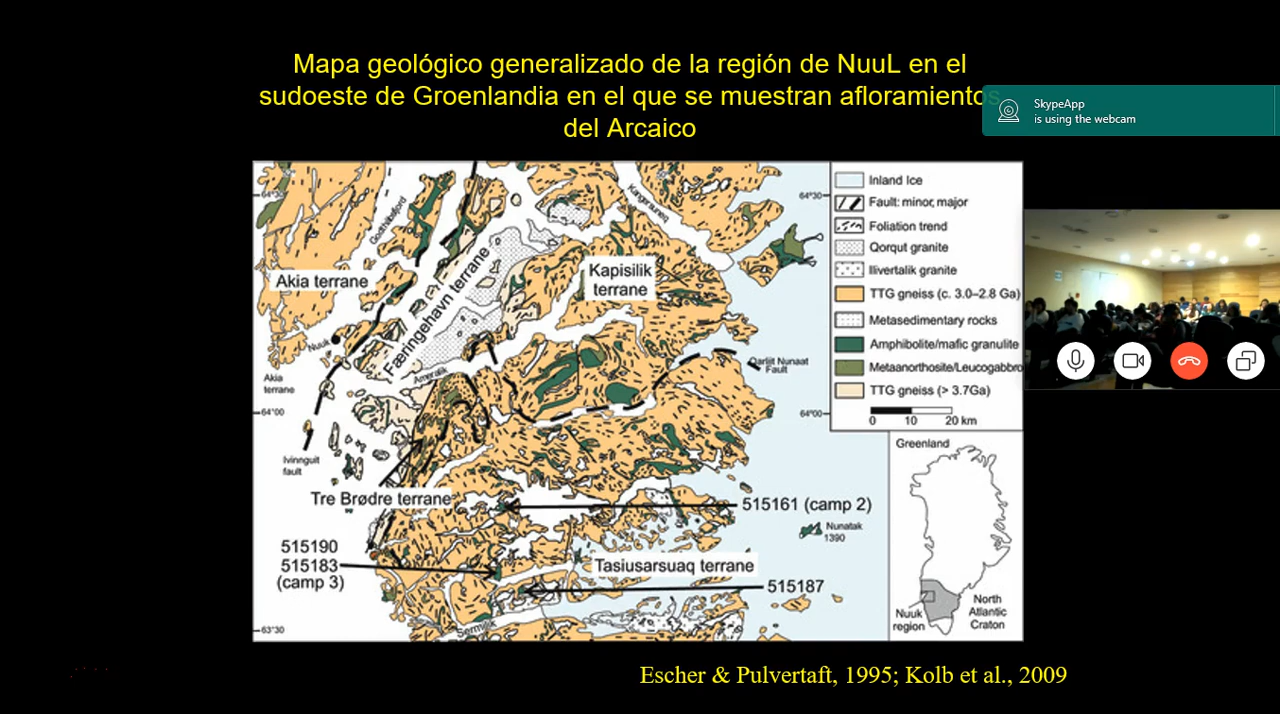 Mapa geológico generalizado de la región de NuuL en el
sudoeste de Groenlandia en el que se muestran afloramientos
del Arcaico
SkypeApp
is using the webcam
64°30'
Godthåbsfjord
Kangersuneq
64°30'
Akia terrane
Færingehavn terrane
Kapisilik
terrane
Nuuk
Ameralik
Qarlit Nunaat
Fault
Akia
terrane
64°00
64°00
Ivinnguit
fault
Tre Brødre terrane
515161 (camp 2)
Nunatak
1390
515190
515183
(camp 3)
Tasiusarsuaq terrane
515187
63°30
Sermilik
Inland Ice
Fault: minor, major
Foliation trend
Qorqut granite
Ilivertalik granite
TTG gneiss (c. 3.0–2.8 Ga)
Metasedimentary rocks
Amphibolite/mafic granulite
Metaanorthosite/Leucogabbro
TTG gneiss (> 3.7Ga)
0 10 20 km
Greenland
Nuuk
region
North
Atlantic
Craton
Escher & Pulvertaft, 1995; Kolb et al., 2009